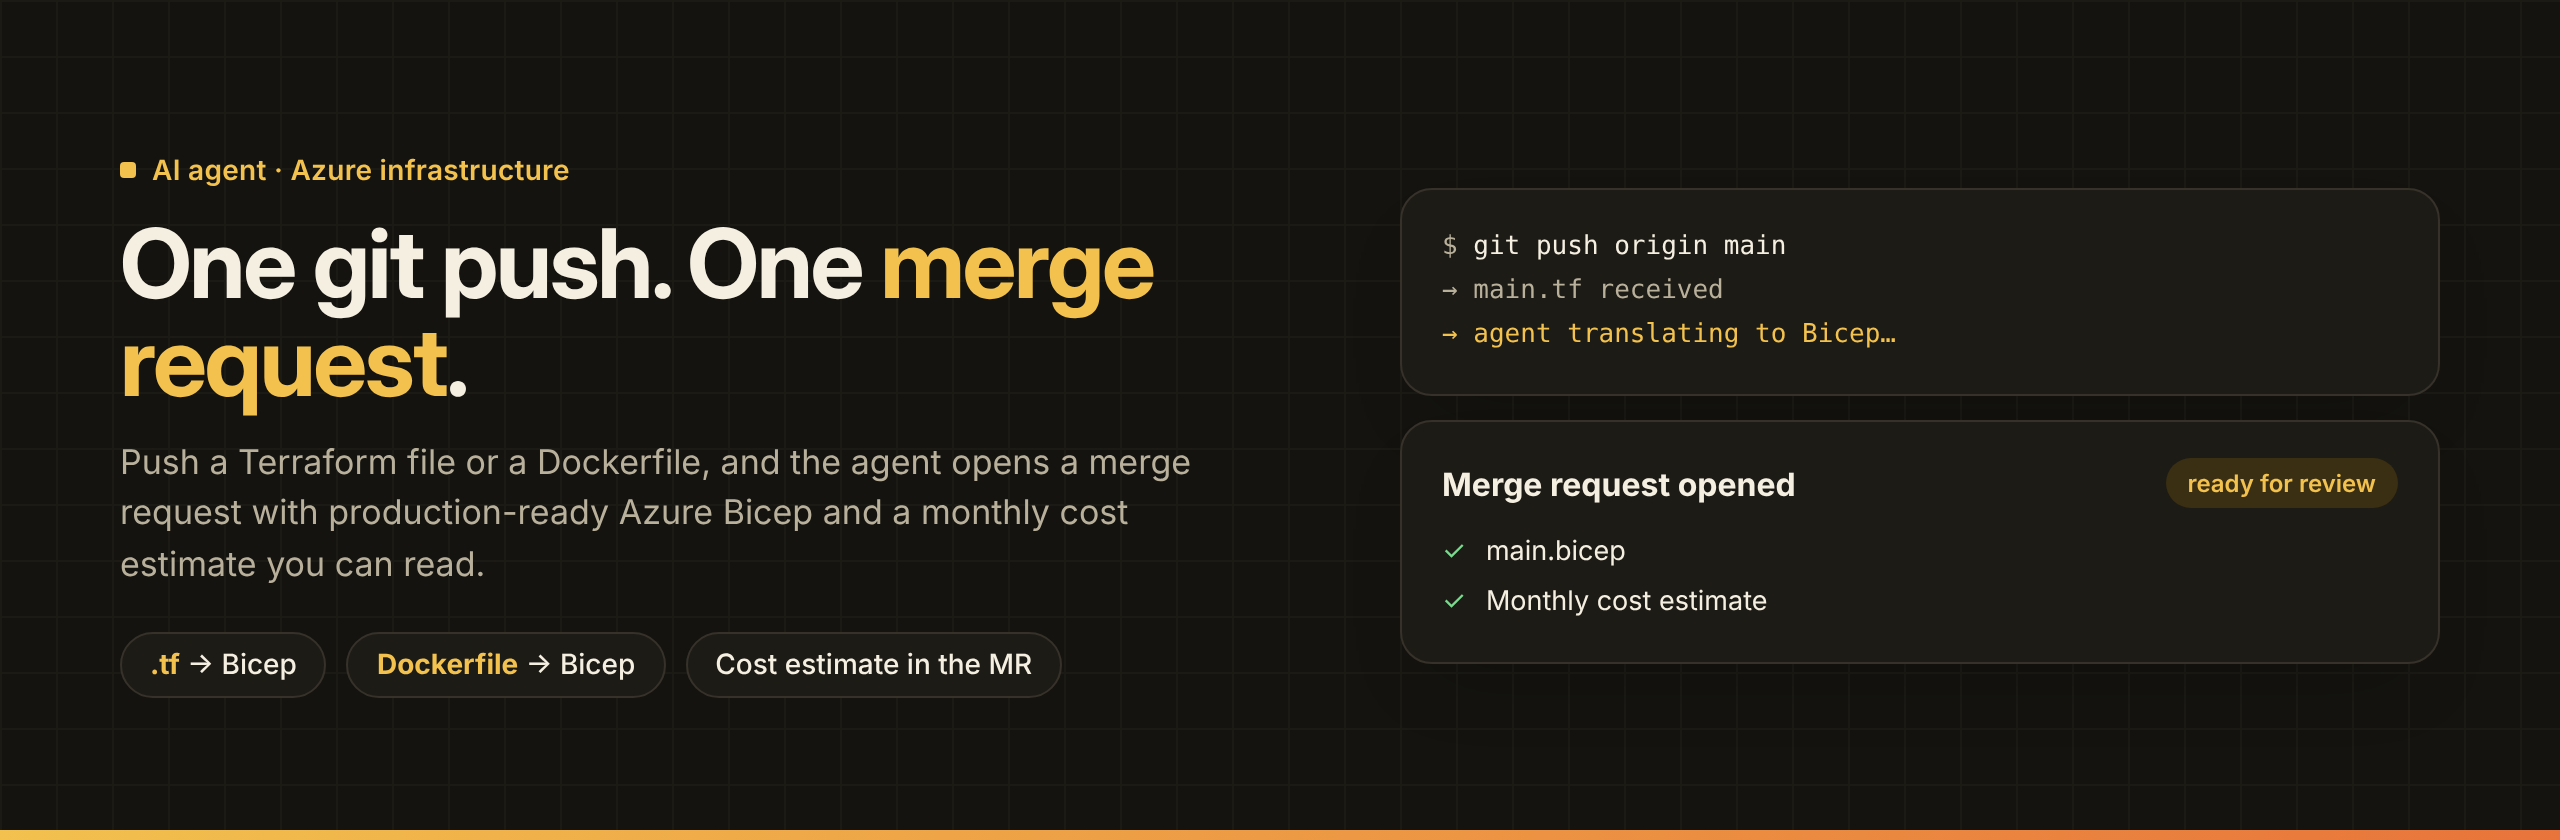 AI agent · Azure infrastructure
One git push. One merge
request.
Push a Terraform file or a Dockerfile, and the agent opens a merge
request with production-ready Azure Bicep and a monthly cost
estimate you can read.
.tf → Bicep
Dockerfile → Bicep
Cost estimate in the MR
$ git push origin main
→ main.tf received
→ agent translating to Bicep…
Merge request opened
ready for review
✓ main.bicep
✓ Monthly cost estimate